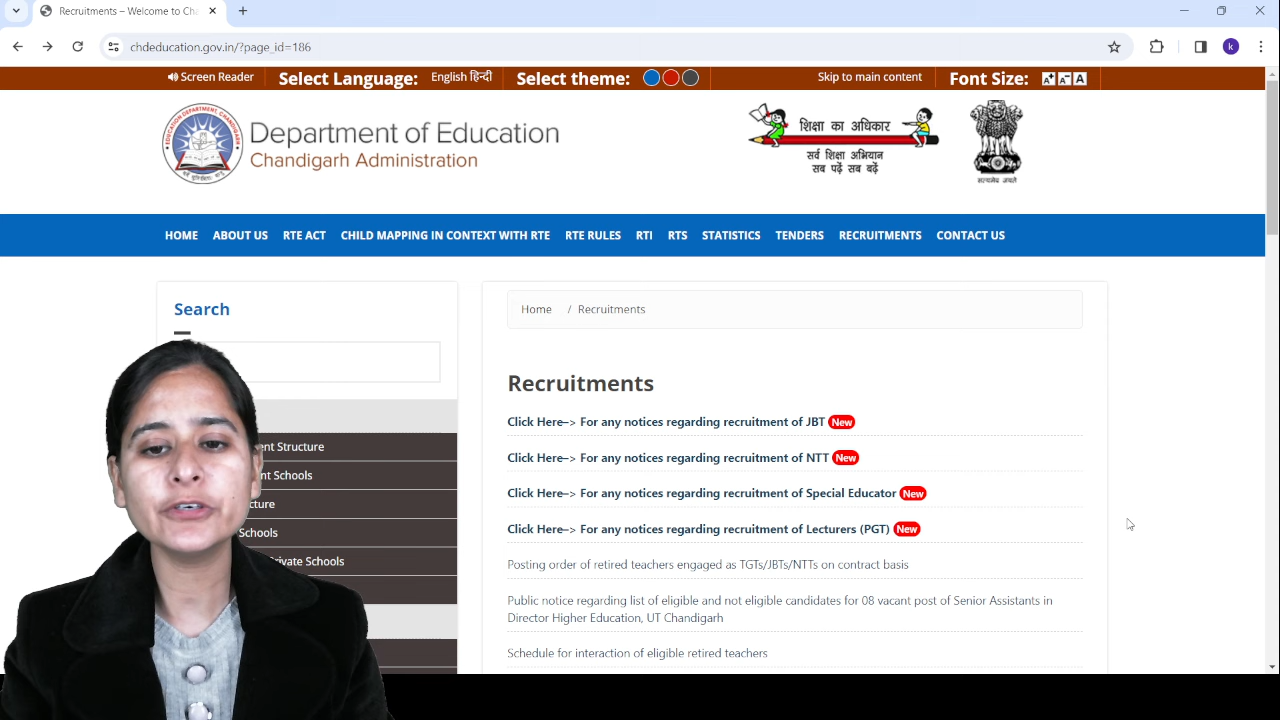 Recruitments – Welcome to Cha
chdeducation.gov.in/?page_id=186
k
Screen Reader
Select Language:
English हिन्दी
Select theme:
Skip to main content
Font Size:
A+ A- A
Department of Education
Chandigarh Administration
शिक्षा का अधिकार
सर्व शिक्षा अभियान
सब पढ़ें सब बढ़ें
सत्यमेव जयते
HOME ABOUT US RTE ACT CHILD MAPPING IN CONTEXT WITH RTE RTE RULES RTI RTS STATISTICS TENDERS RECRUITMENTS CONTACT US
Search
ent Structure
nt Schools
cture
Schools
rivate Schools
Home / Recruitments
Recruitments
Click Here–> For any notices regarding recruitment of JBT New
Click Here–> For any notices regarding recruitment of NTT New
Click Here–> For any notices regarding recruitment of Special Educator New
Click Here–> For any notices regarding recruitment of Lecturers (PGT) New
Posting order of retired teachers engaged as TGTs/JBTs/NTTs on contract basis
Public notice regarding list of eligible and not eligible candidates for 08 vacant post of Senior Assistants in
Director Higher Education, UT Chandigarh
Schedule for interaction of eligible retired teachers